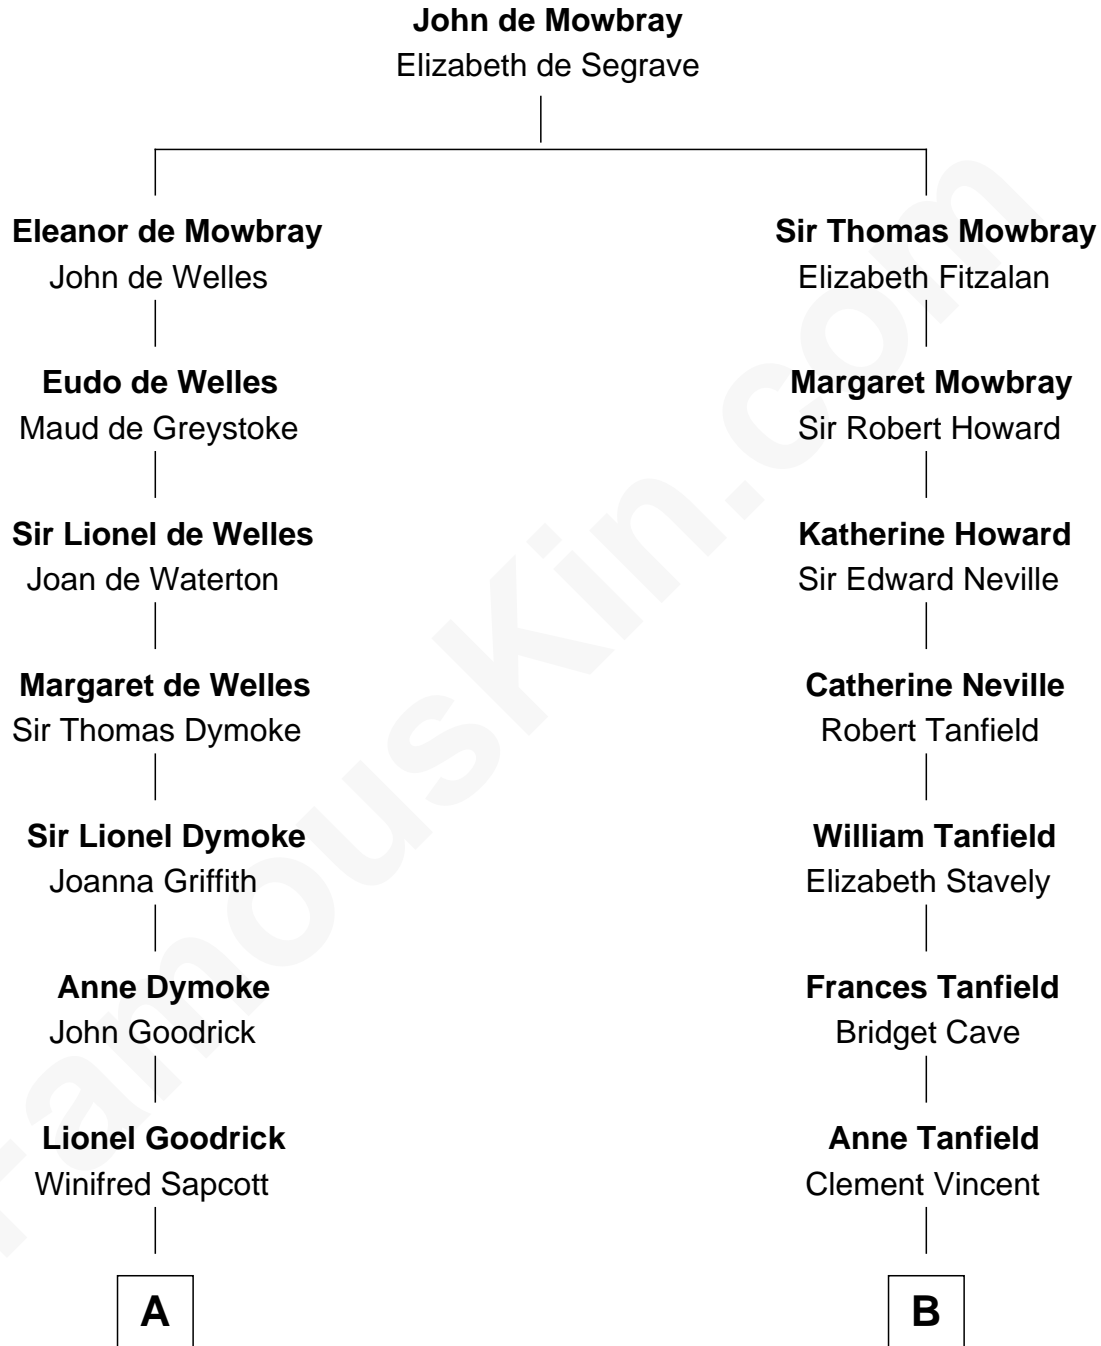 John de Mowbray
Elizabeth de Segrave
Eleanor de Mowbray
John de Welles
Sir Thomas Mowbray
Elizabeth Fitzalan
Eudo de Welles
Maud de Greystoke
Margaret Mowbray
Sir Robert Howard
Sir Lionel de Welles
Joan de Waterton
Katherine Howard
Sir Edward Neville
Margaret de Welles
Sir Thomas Dymoke
Catherine Neville
Robert Tanfield
Sir Lionel Dymoke
Joanna Griffith
William Tanfield
Elizabeth Stavely
Anne Dymoke
John Goodrick
Frances Tanfield
Bridget Cave
Lionel Goodrick
Winifred Sapcott
Anne Tanfield
Clement Vincent
A
B
FamousKin.com